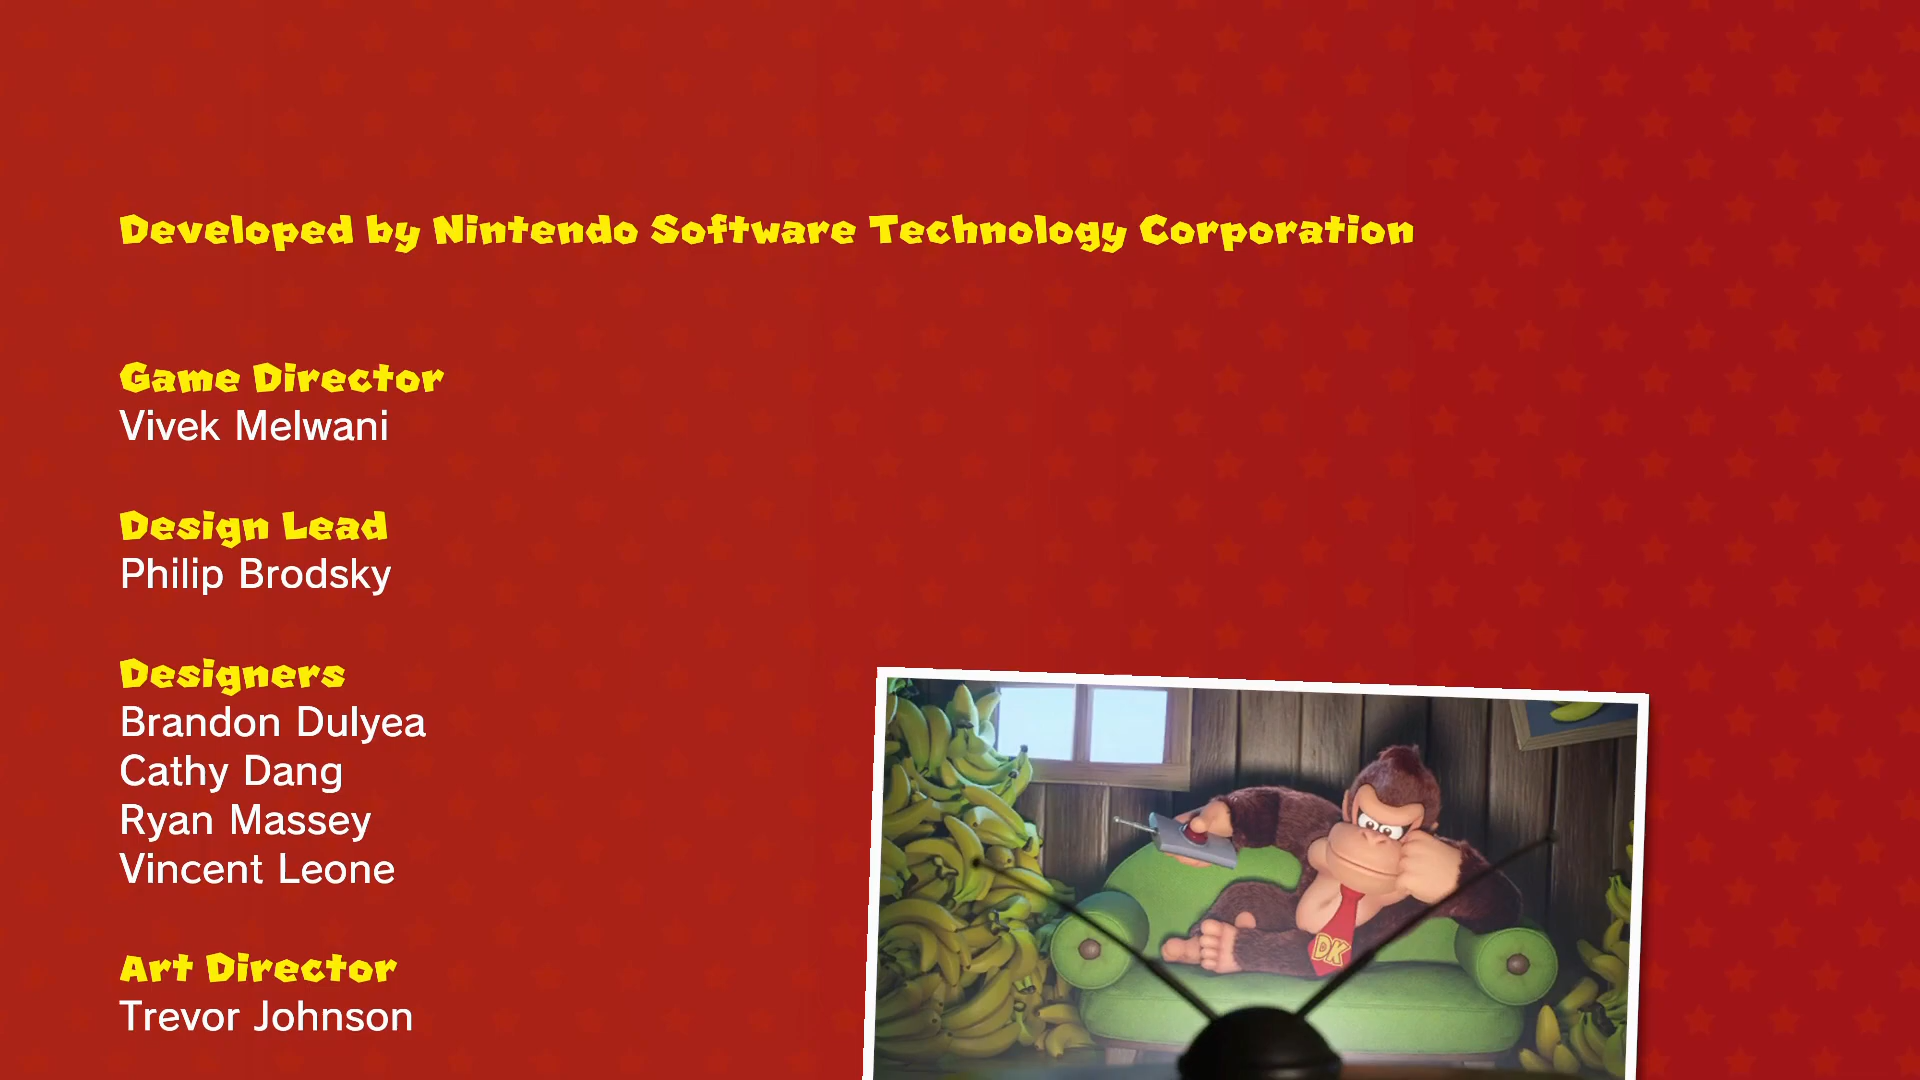 Developed by Nintendo Software Technology Corporation
Game Director
Vivek Melwani
Design Lead
Philip Brodsky
Designers
Brandon Dulyea
Cathy Dang
Ryan Massey
Vincent Leone
Art Director
Trevor Johnson
DK